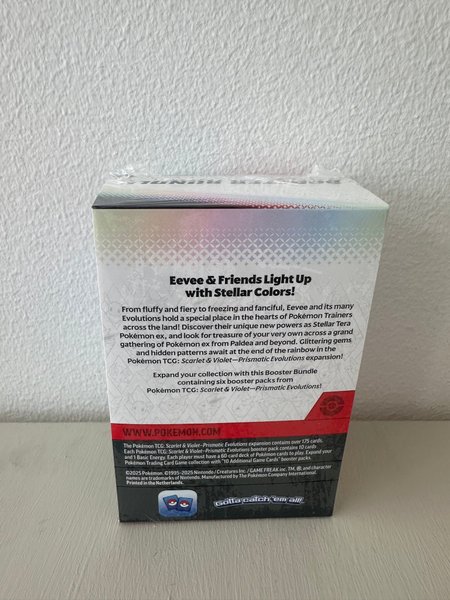 BOOSTER BUNDLE
Eevee & Friends Light Up
with Stellar Colors!
From fluffy and fiery to freezing and fanciful, Eevee and its many
Evolutions hold a special place in the hearts of Pokémon Trainers
across the land! Discover their unique new powers as Stellar Tera
Pokémon ex, and look for treasure of your very own across a grand
gathering of Pokémon ex from Paldea and beyond. Glittering gems
and hidden patterns await at the end of the rainbow in the
Pokémon TCG: Scarlet & Violet—Prismatic Evolutions expansion!
Expand your collection with this Booster Bundle
containing six booster packs from
Pokémon TCG: Scarlet & Violet—Prismatic Evolutions!
WWW.POKEMON.COM
The Pokémon TCG: Scarlet & Violet–Prismatic Evolutions expansion contains over 175 cards.
Each Pokémon TCG: Scarlet & Violet–Prismatic Evolutions booster pack contains 10 cards
and 1 Basic Energy. Each player must have a 60-card deck of Pokémon cards to play. Expand your
Pokémon Trading Card Game collection with "10 Additional Game Cards" booster packs.
©2025 Pokémon. ©1995–2025 Nintendo / Creatures Inc. / GAME FREAK inc. TM, ®, and character
names are trademarks of Nintendo. Manufactured by The Pokémon Company International.
Printed in the Netherlands.
Gotta catch 'em all!